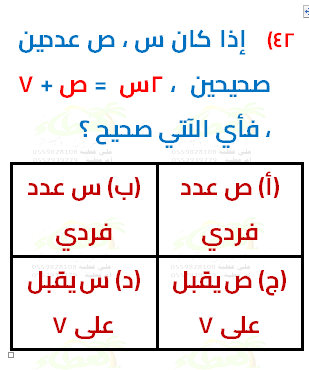 ٤٢) إذا كان س ، ص عددين
صحيحين ، ٢س = ص + ٧
، فأي الآتي صحيح ؟
(أ) ص عدد فردي
(ب) س عدد فردي
(ج) ص يقبل على ٧
(د) س يقبل على ٧